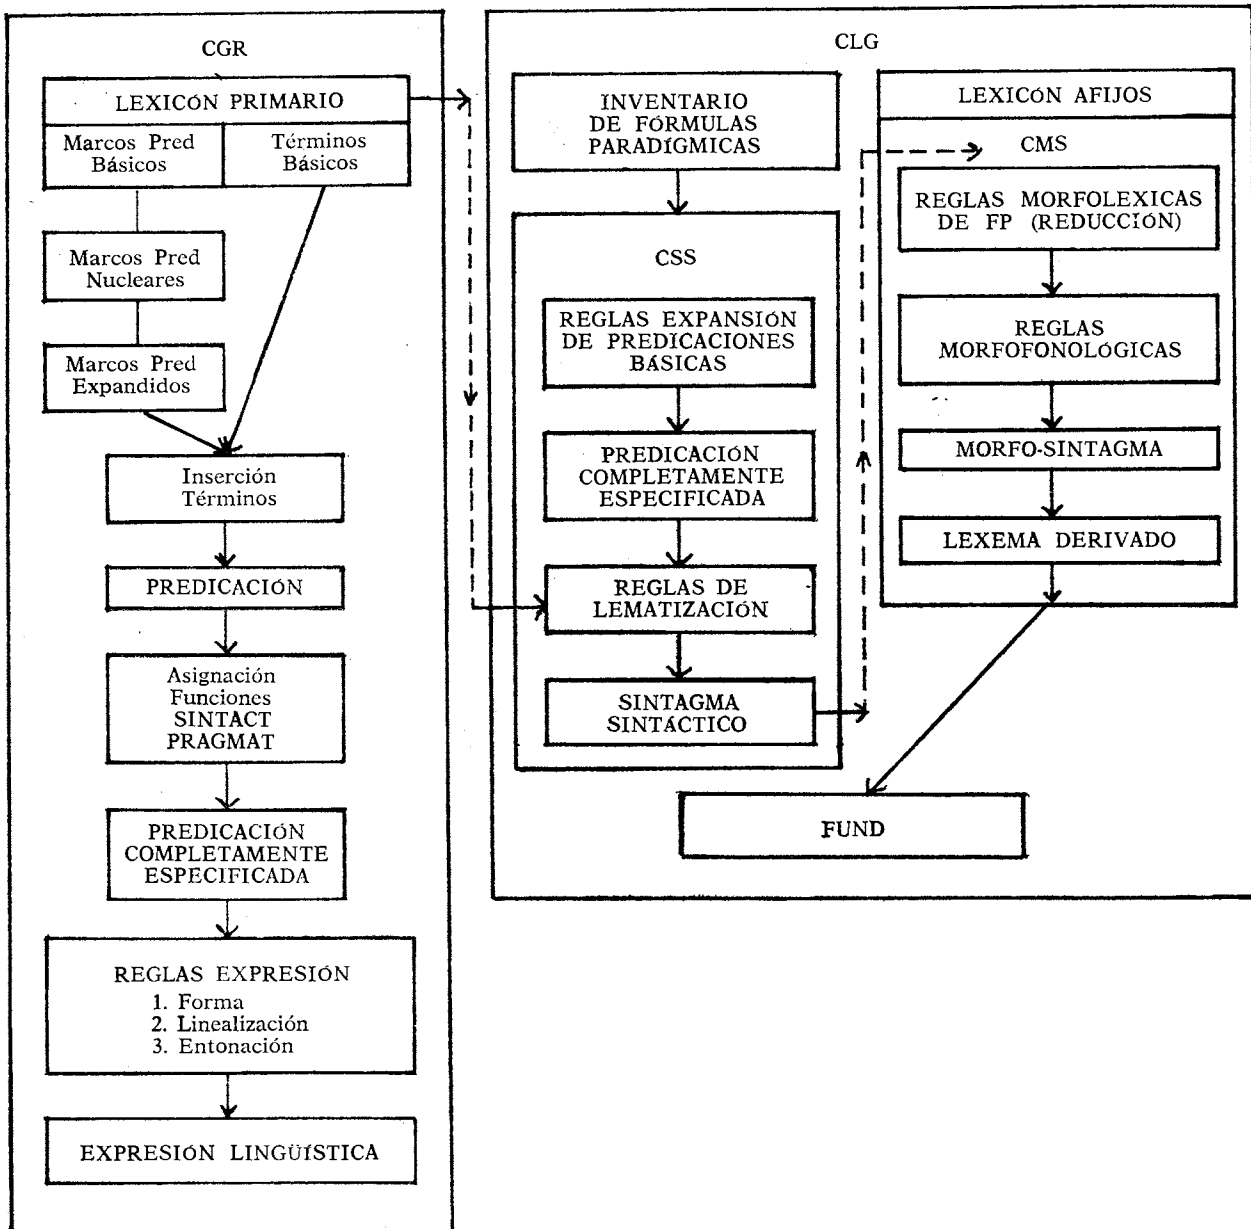 CGR
LEXICÓN PRIMARIO
Marcos Pred
Básicos
Términos
Básicos
Marcos Pred
Nucleares
Marcos Pred
Expandidos
Inserción
Términos
PREDICACIÓN
Asignación
Funciones
SINTACT
PRAGMAT
PREDICACIÓN
COMPLETAMENTE
ESPECIFICADA
REGLAS EXPRESIÓN
1. Forma
2. Linealización
3. Entonación
EXPRESIÓN LINGÜÍSTICA
CLG
INVENTARIO
DE FÓRMULAS
PARADÍGMICAS
CSS
REGLAS EXPANSIÓN
DE PREDICACIONES
BÁSICAS
PREDICACIÓN
COMPLETAMENTE
ESPECIFICADA
REGLAS DE
LEMATIZACIÓN
SINTAGMA
SINTÁCTICO
LEXICÓN AFIJOS
CMS
REGLAS MORFOLEXICAS
DE FP (REDUCCIÓN)
REGLAS
MORFOFONOLÓGICAS
MORFO-SINTAGMA
LEXEMA DERIVADO
FUND